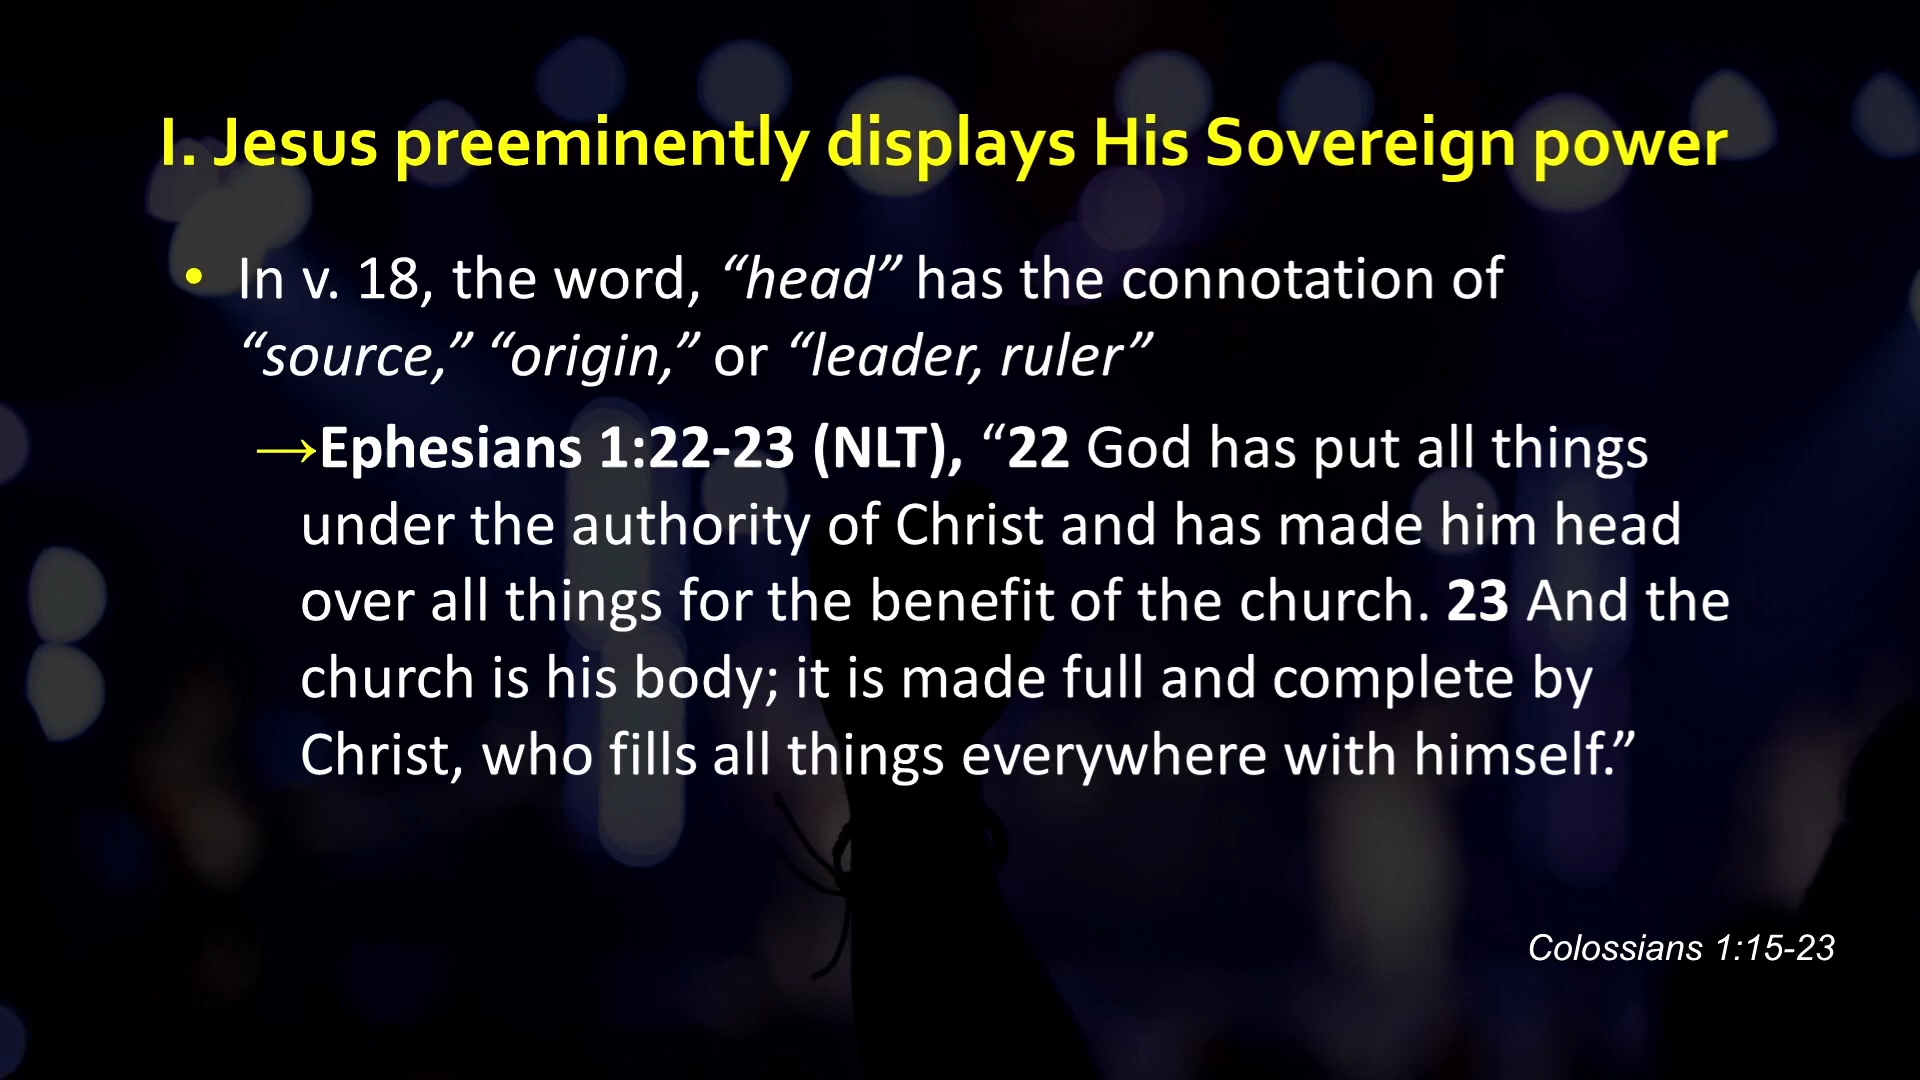 I. Jesus preeminently displays His Sovereign power
• In v. 18, the word, “head” has the connotation of
“source,” “origin,” or “leader, ruler”
→Ephesians 1:22-23 (NLT), “22 God has put all things
under the authority of Christ and has made him head
over all things for the benefit of the church. 23 And the
church is his body; it is made full and complete by
Christ, who fills all things everywhere with himself.”
Colossians 1:15-23